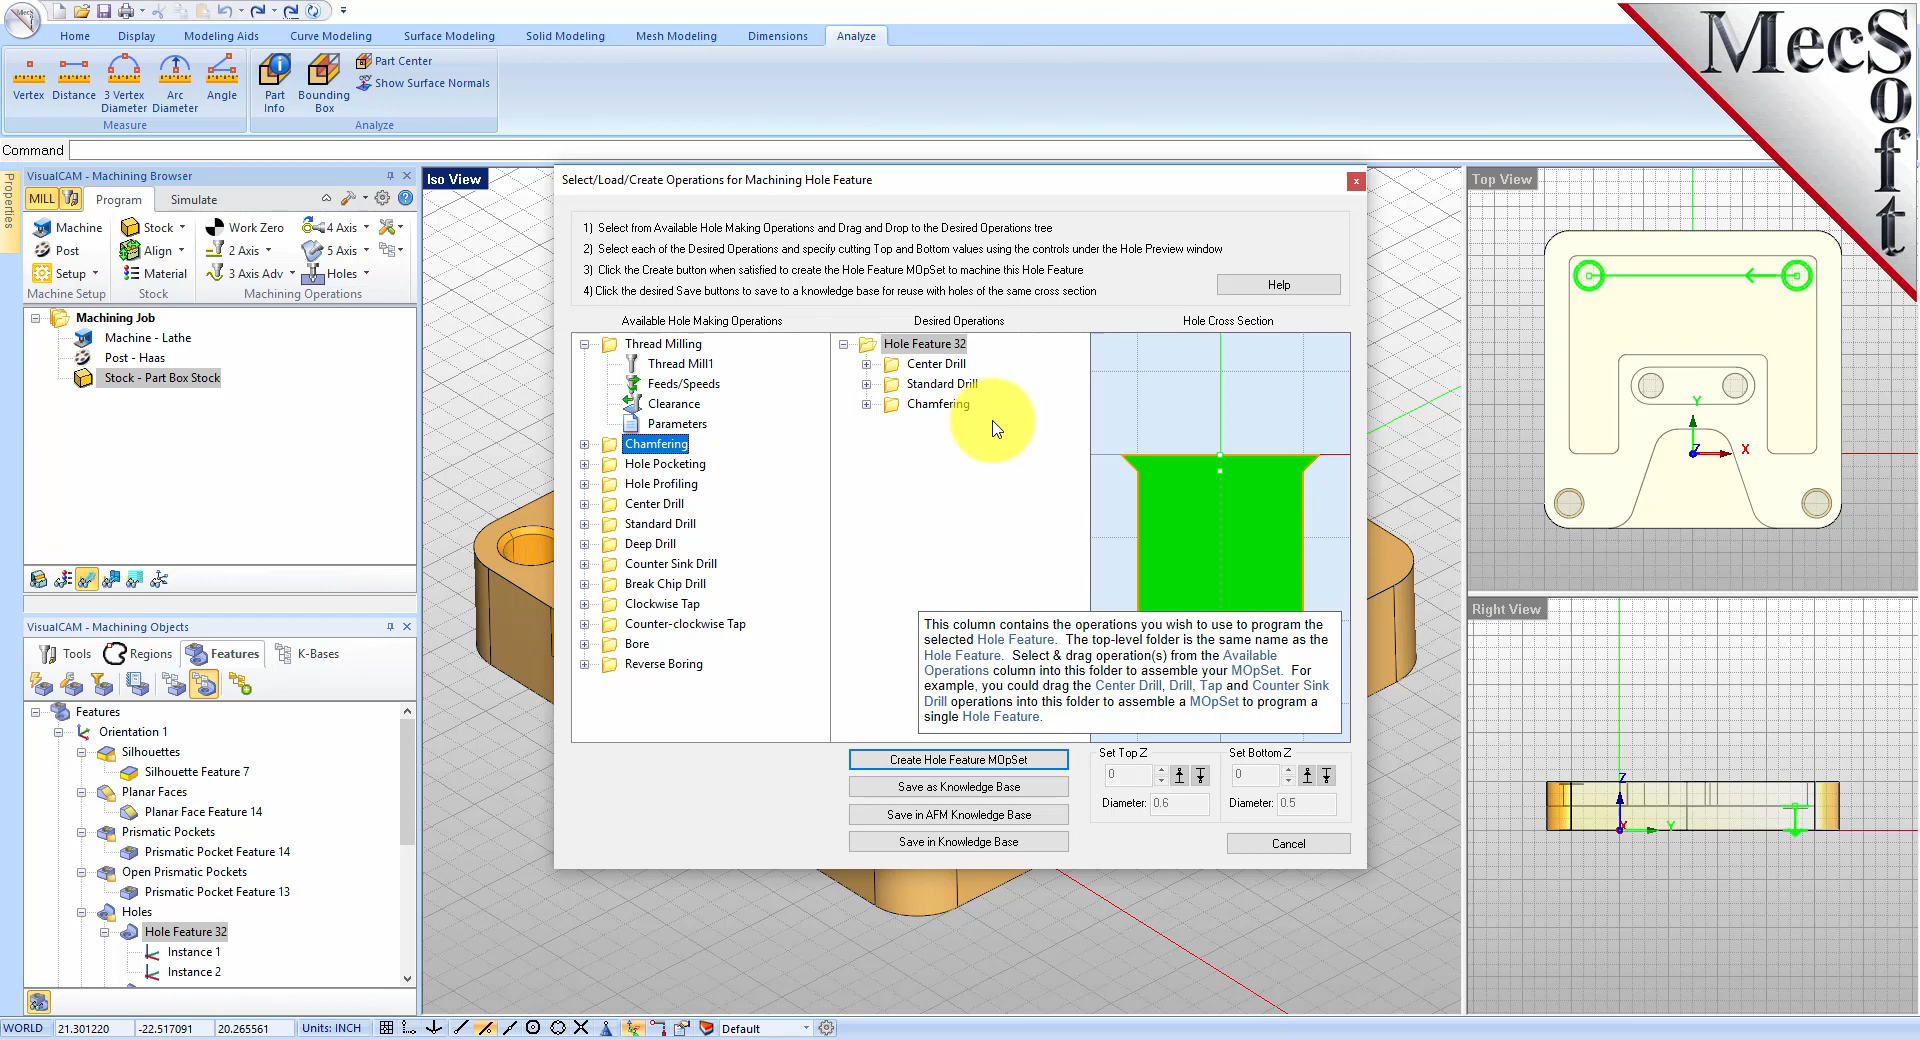 MecSoft
Home Display Modeling Aids Curve Modeling Surface Modeling Solid Modeling Mesh Modeling Dimensions Analyze
Part Center
Show Surface Normals
Vertex Distance 3 Vertex Diameter Arc Diameter Angle Part Info Bounding Box
Measure Analyze
Command
Properties
VisualCAM - Machining Browser
MILL Program Simulate
Machine Stock Work Zero 4 Axis
Post Align 2 Axis 5 Axis
Setup Material 3 Axis Adv Holes
Machine Setup Stock Machining Operations
Machining Job
Machine - Lathe
Post - Haas
Stock - Part Box Stock
VisualCAM - Machining Objects
Tools Regions Features K-Bases
Features
Orientation 1
Silhouettes
Silhouette Feature 7
Planar Faces
Planar Face Feature 14
Prismatic Pockets
Prismatic Pocket Feature 14
Open Prismatic Pockets
Prismatic Pocket Feature 13
Holes
Hole Feature 32
Instance 1
Instance 2
Iso View
Select/Load/Create Operations for Machining Hole Feature
x
1) Select from Available Hole Making Operations and Drag and Drop to the Desired Operations tree
2) Select each of the Desired Operations and specify cutting Top and Bottom values using the controls under the Hole Preview window
3) Click the Create button when satisfied to create the Hole Feature MOpSet to machine this Hole Feature
4) Click the desired Save buttons to save to a knowledge base for reuse with holes of the same cross section
Help
Available Hole Making Operations
Thread Milling
Thread Mill1
Feeds/Speeds
Clearance
Parameters
Chamfering
Hole Pocketing
Hole Profiling
Center Drill
Standard Drill
Deep Drill
Counter Sink Drill
Break Chip Drill
Clockwise Tap
Counter-clockwise Tap
Bore
Reverse Boring
Desired Operations
Hole Feature 32
Center Drill
Standard Drill
Chamfering
Hole Cross Section
This column contains the operations you wish to use to program the
selected Hole Feature. The top-level folder is the same name as the
Hole Feature. Select & drag operation(s) from the Available
Operations column into this folder to assemble your MOpSet. For
example, you could drag the Center Drill, Drill, Tap and Counter Sink
Drill operations into this folder to assemble a MOpSet to program a
single Hole Feature.
Create Hole Feature MOpSet
Save as Knowledge Base
Save in AFM Knowledge Base
Save in Knowledge Base
Set Top Z
0
Diameter: 0.6
Set Bottom Z
0
Diameter: 0.5
Cancel
Top View
Y
X
Z
Right View
Z
X
Y
WORLD 21.301220 -22.517091 20.265561 Units: INCH Default